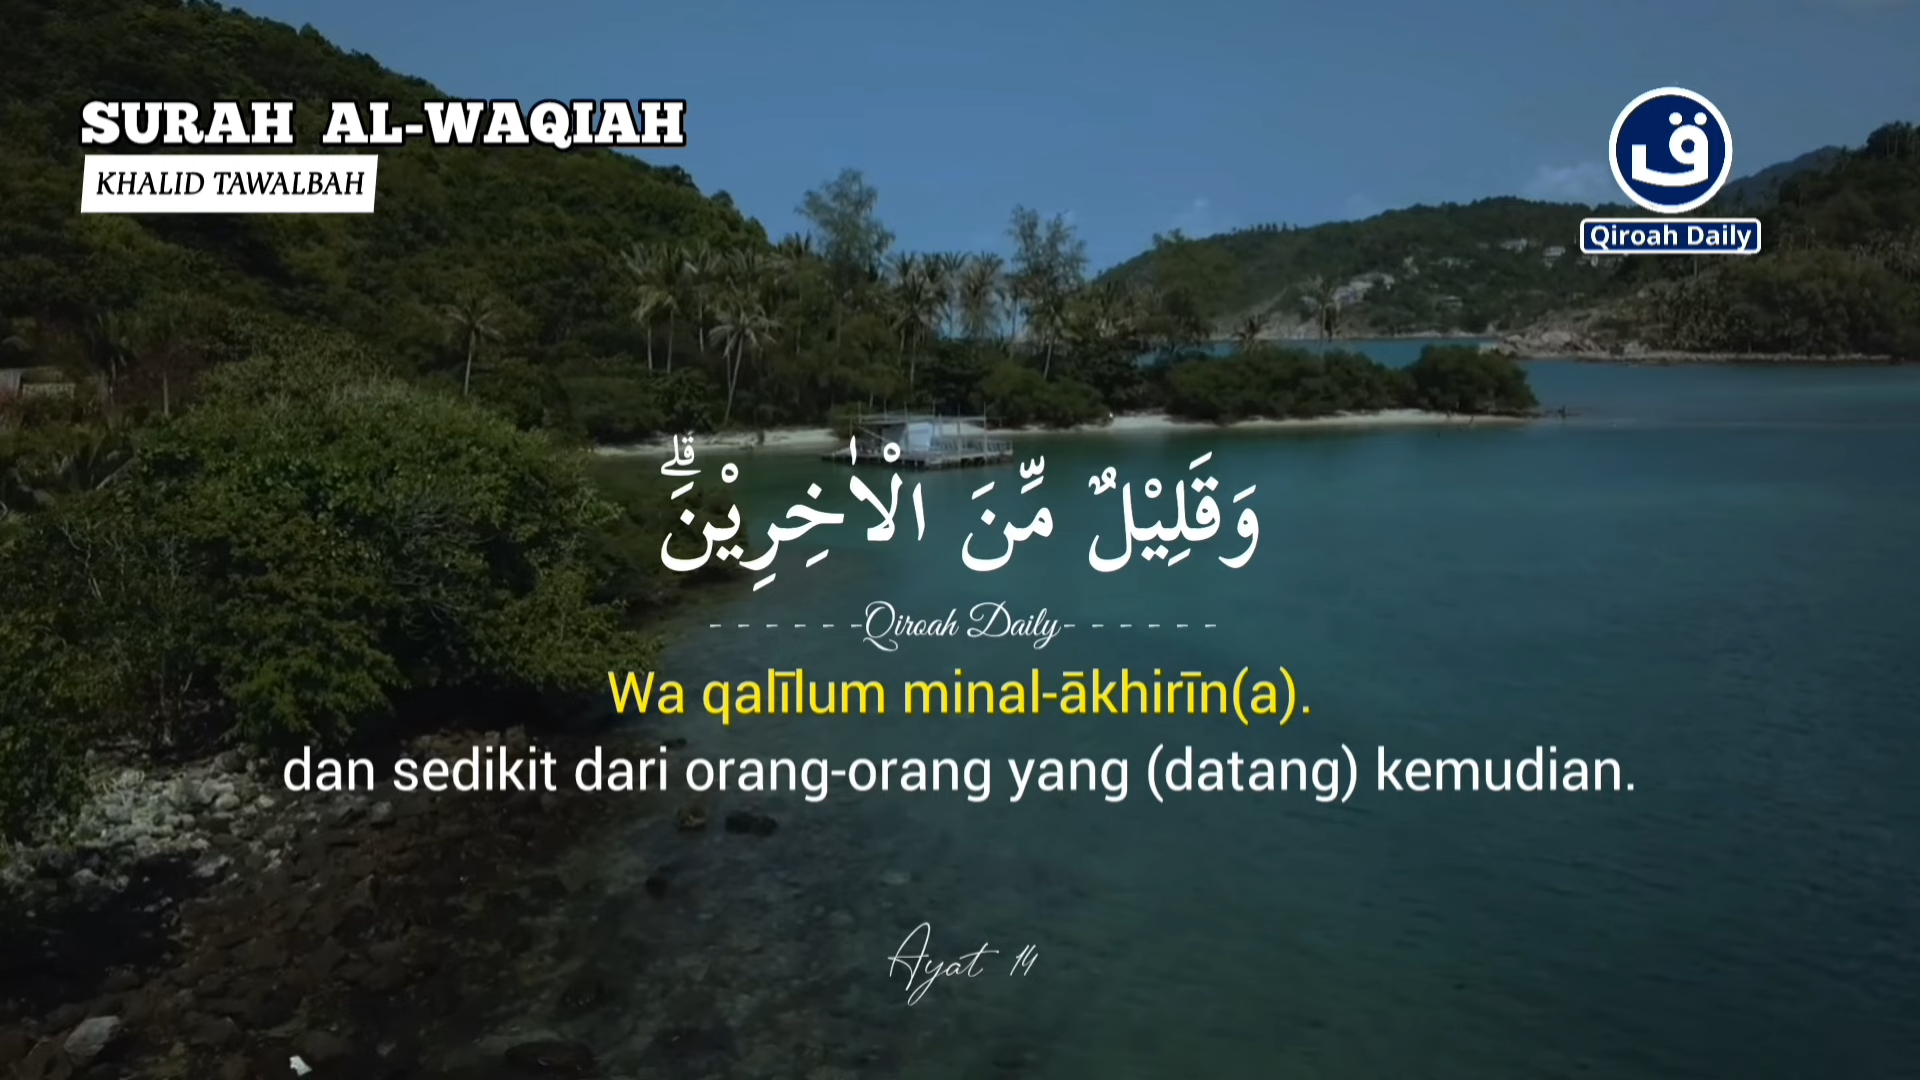 SURAH AL-WAQIAH
KHALID TAWALBAH
ق
Qiroah Daily
وَقَلِيْلٌ مِّنَ الْاٰخِرِيْنَۗ
------Qiroah Daily------
Wa qalīlum minal-ākhirīn(a).
dan sedikit dari orang-orang yang (datang) kemudian.
Ayat 14